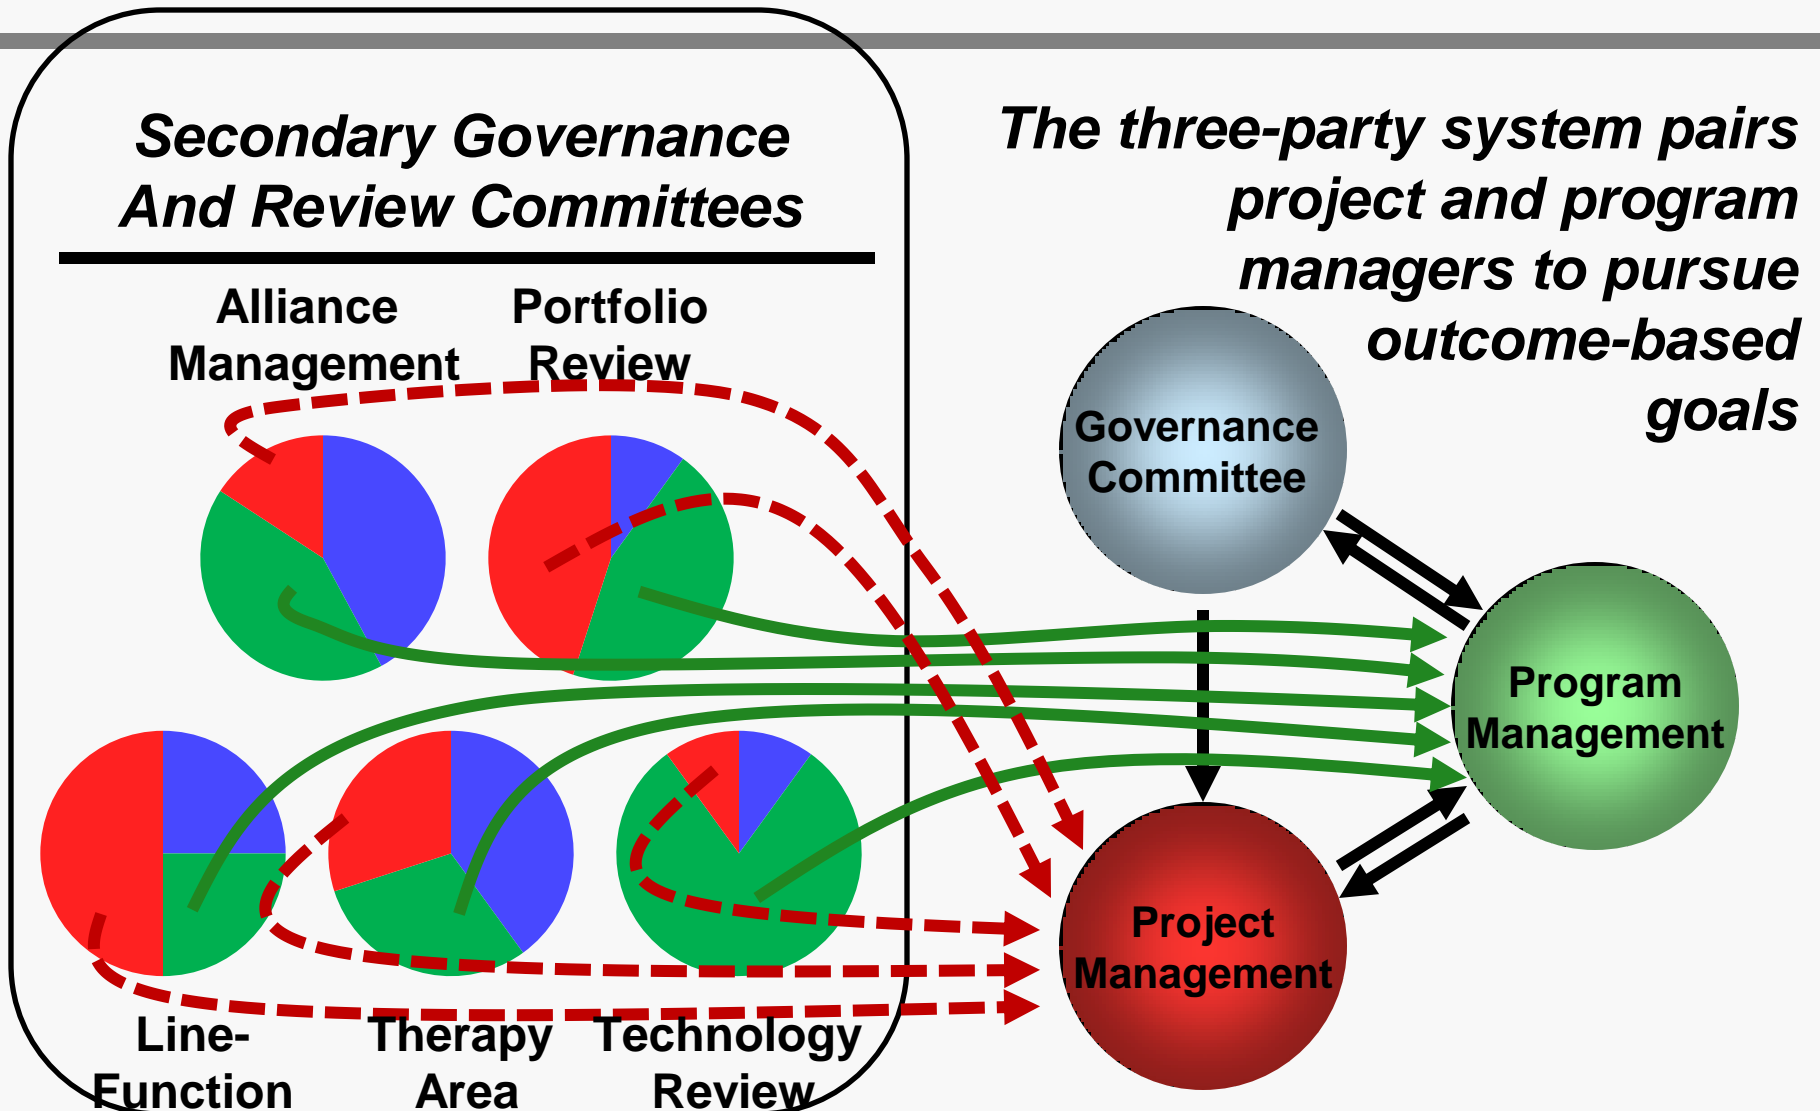 Secondary Governance
And Review Committees
The three-party system pairs
project and program
managers to pursue
outcome-based
goals
Alliance
Management
Portfolio
Review
Governance
Committee
Program
Management
Project
Management
Line-
Function
Therapy
Area
Technology
Review